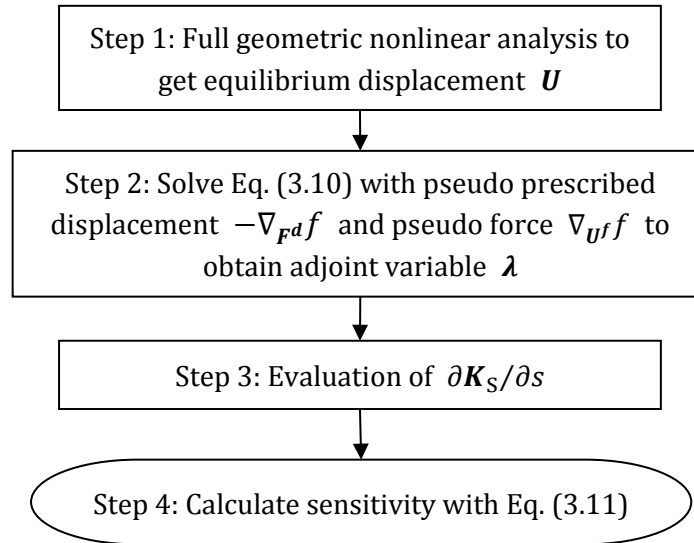 Step 1: Full geometric nonlinear analysis to
get equilibrium displacement U
Step 2: Solve Eq. (3.10) with pseudo prescribed
displacement −∇_{F^d} f and pseudo force ∇_{U^f} f to
obtain adjoint variable λ
Step 3: Evaluation of ∂K_S/∂s
Step 4: Calculate sensitivity with Eq. (3.11)